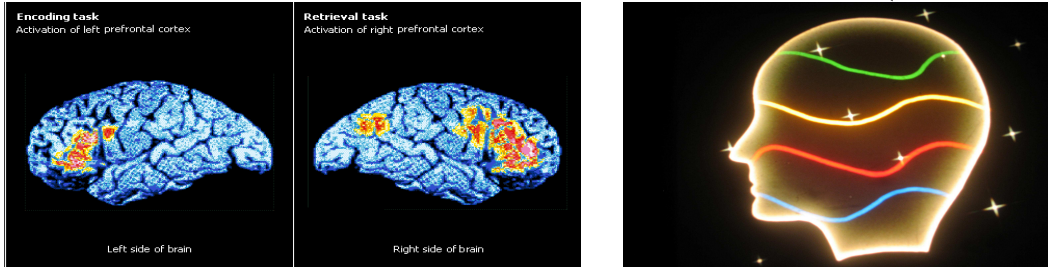 Encoding task
Activation of left prefrontal cortex
Left side of brain
Retrieval task
Activation of right prefrontal cortex
Right side of brain